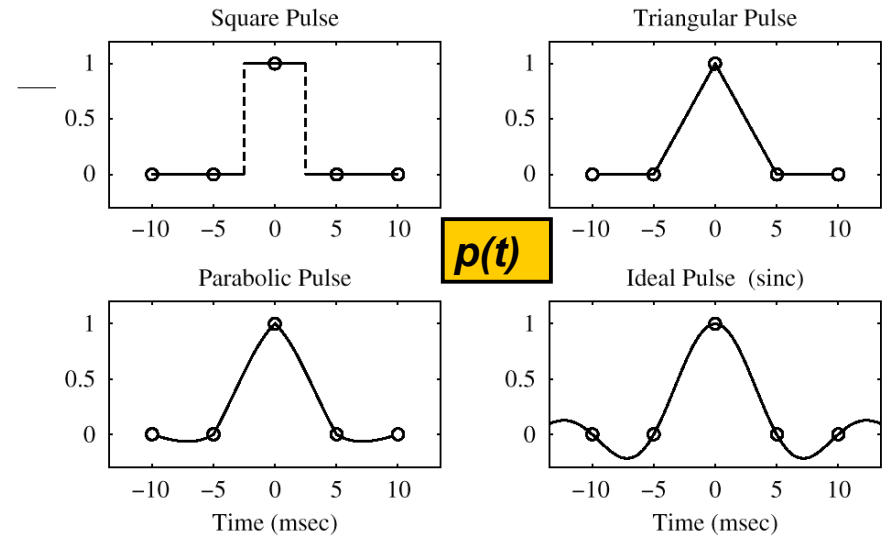 Square Pulse
Triangular Pulse
1
0.5
0
−10 −5 0 5 10
1
0.5
0
−10 −5 0 5 10
p(t)
Parabolic Pulse
Ideal Pulse (sinc)
1
0.5
0
−10 −5 0 5 10
Time (msec)
1
0.5
0
−10 −5 0 5 10
Time (msec)